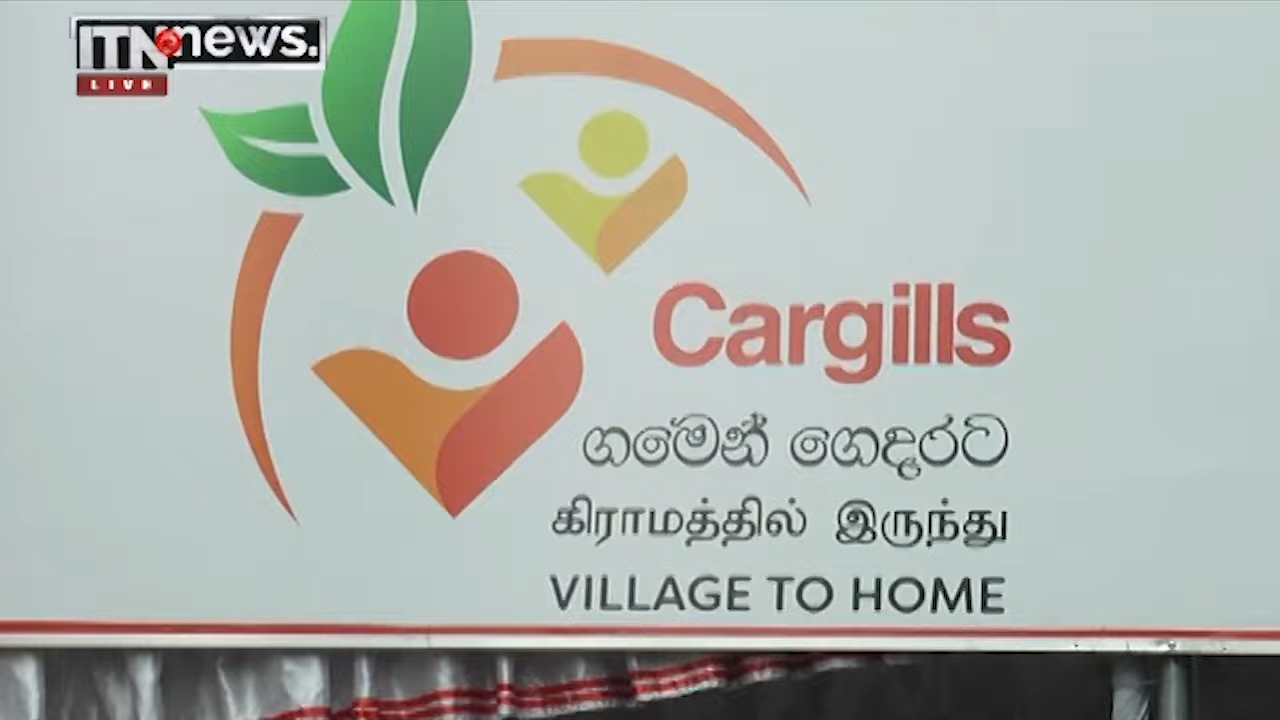 ITN news.
LIVE
Cargills
ගමෙන් ගෙදරට
கிராமத்தில் இருந்து
VILLAGE TO HOME